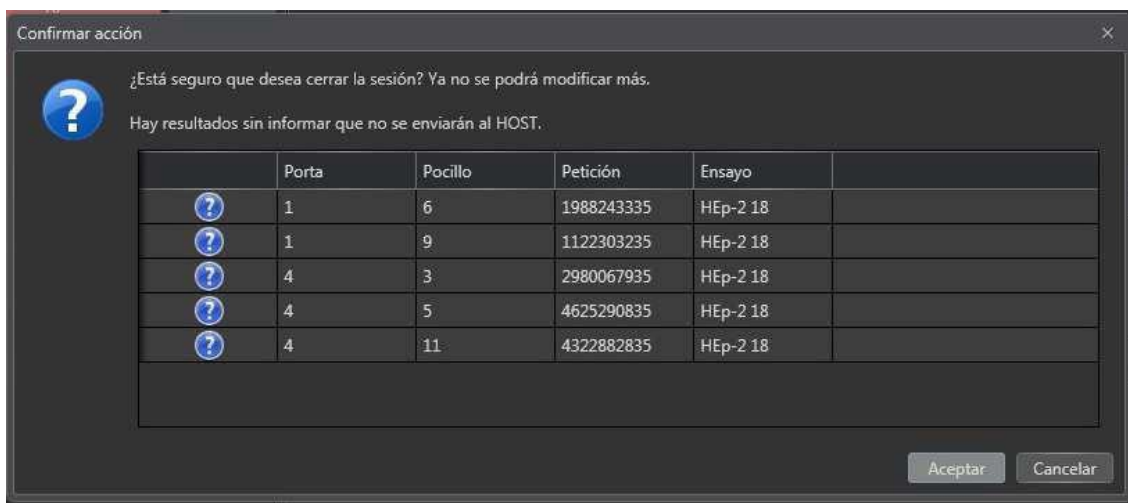 Confirmar acción
¿Está seguro que desea cerrar la sesión? Ya no se podrá modificar más.
Hay resultados sin informar que no se enviarán al HOST.
Porta Pocillo Petición Ensayo
1 6 1988243335 HEp-2 18
1 9 1122303235 HEp-2 18
4 3 2980067935 HEp-2 18
4 5 4625290835 HEp-2 18
4 11 4322882835 HEp-2 18
Aceptar Cancelar